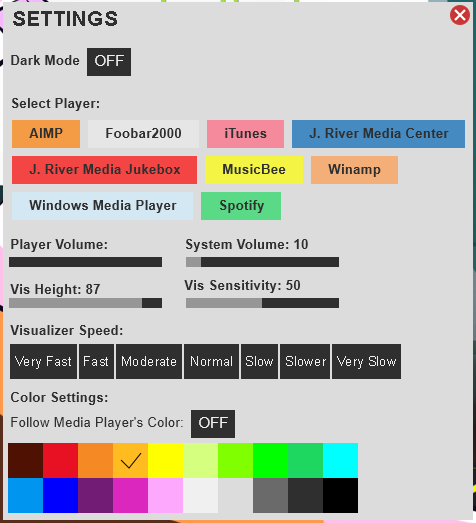 SETTINGS
Dark Mode OFF
Select Player:
AIMP Foobar2000 iTunes J. River Media Center
J. River Media Jukebox MusicBee Winamp
Windows Media Player Spotify
Player Volume: System Volume: 10
Vis Height: 87 Vis Sensitivity: 50
Visualizer Speed:
Very Fast Fast Moderate Normal Slow Slower Very Slow
Color Settings:
Follow Media Player's Color: OFF